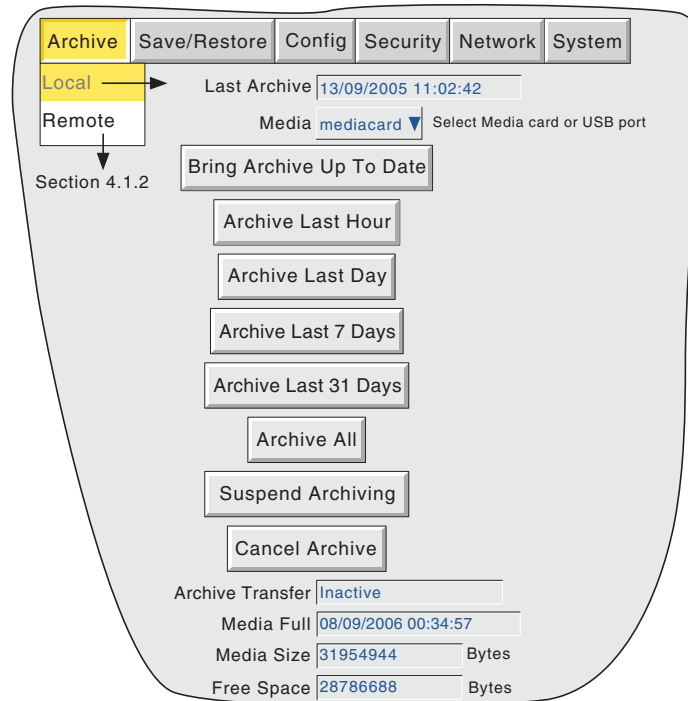 Archive Save/Restore Config Security Network System
Local
Remote
Section 4.1.2
Last Archive 13/09/2005 11:02:42
Media mediacard Select Media card or USB port
Bring Archive Up To Date
Archive Last Hour
Archive Last Day
Archive Last 7 Days
Archive Last 31 Days
Archive All
Suspend Archiving
Cancel Archive
Archive Transfer Inactive
Media Full 08/09/2006 00:34:57
Media Size 31954944 Bytes
Free Space 28786688 Bytes